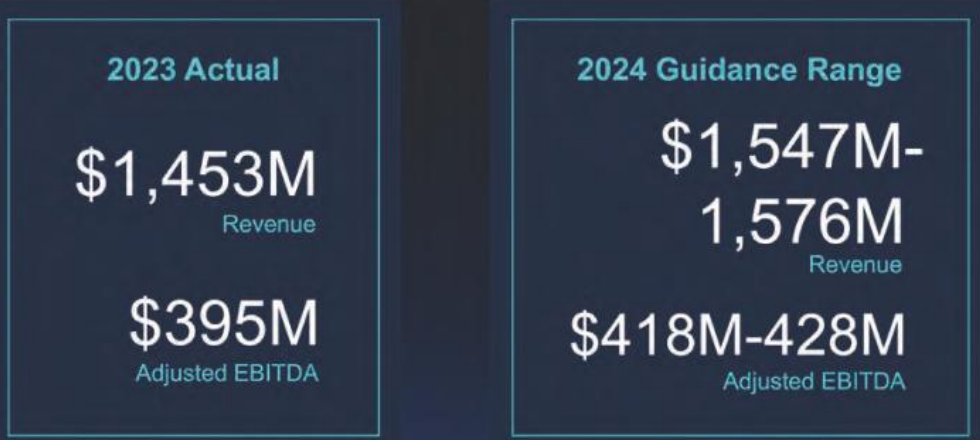 2023 Actual
$1,453M
Revenue
$395M
Adjusted EBITDA
2024 Guidance Range
$1,547M-
1,576M
Revenue
$418M-428M
Adjusted EBITDA